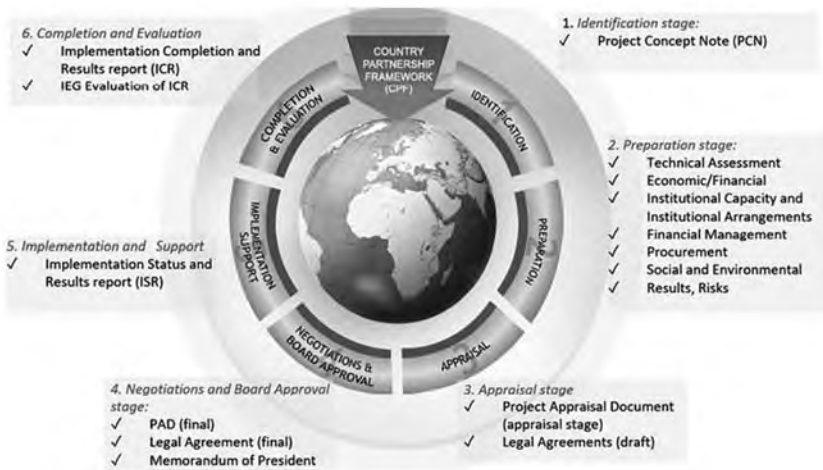 1. Identification stage:
✓ Project Concept Note (PCN)
2. Preparation stage:
✓ Technical Assessment
✓ Economic/Financial
✓ Institutional Capacity and
Institutional Arrangements
✓ Financial Management
✓ Procurement
✓ Social and Environmental
✓ Results, Risks
3. Appraisal stage
✓ Project Appraisal Document
(appraisal stage)
✓ Legal Agreements (draft)
4. Negotiations and Board Approval
stage:
✓ PAD (final)
✓ Legal Agreement (final)
✓ Memorandum of President
5. Implementation and Support
✓ Implementation Status and
Results report (ISR)
6. Completion and Evaluation
✓ Implementation Completion and
Results report (ICR)
✓ IEG Evaluation of ICR
COUNTRY
PARTNERSHIP
FRAMEWORK
(CPF)
IDENTIFICATION
PREPARATION
2
APPRAISAL
3
NEGOTIATIONS &
BOARD APPROVAL
IMPLEMENTATION
SUPPORT
COMPLETION
& EVALUATION